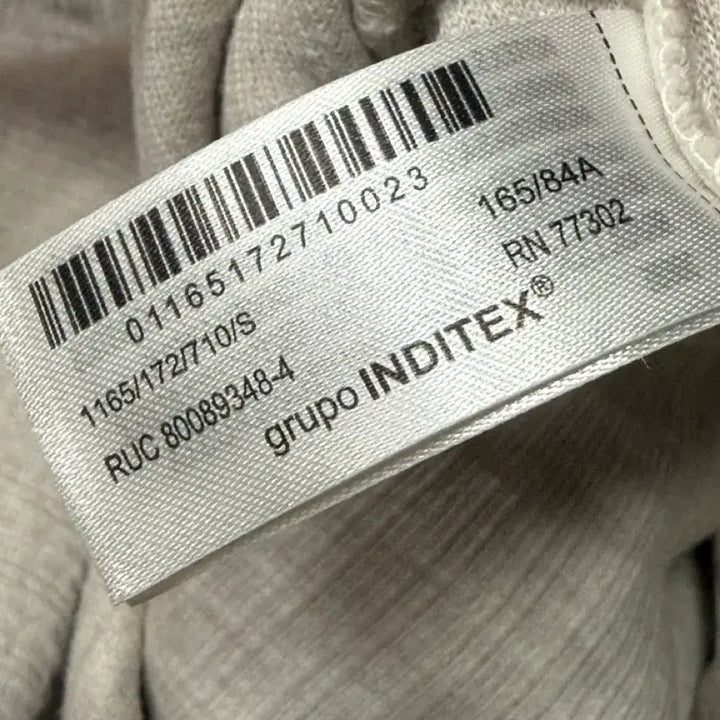 01165172710023
1165/172/710/S
165/84A
RUC 80089348-4
RN 77302
grupo INDITEX®